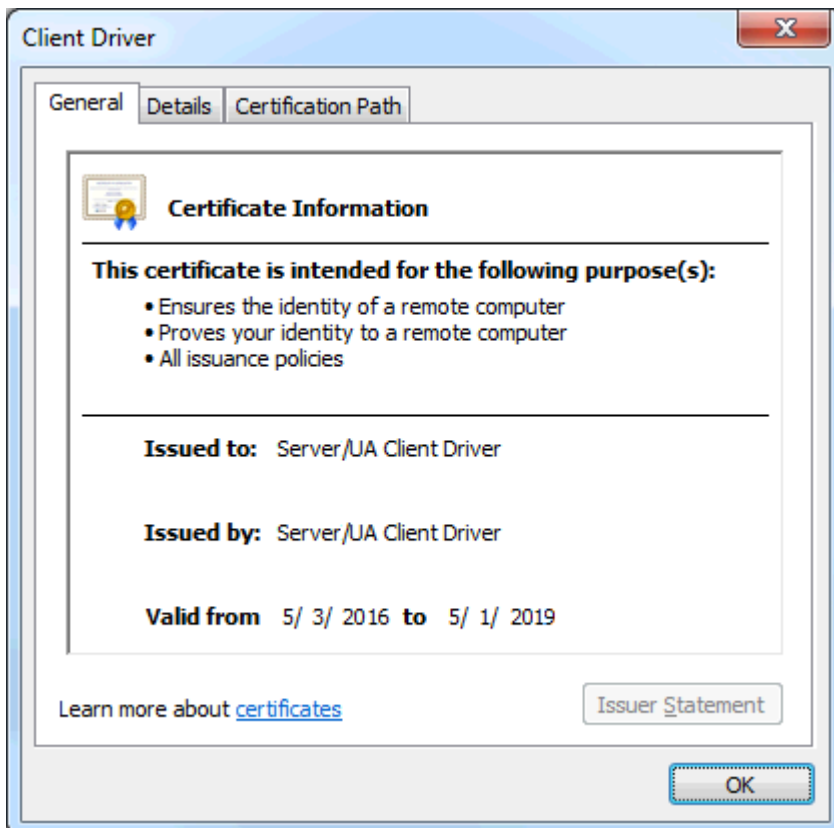 Client Driver
General Details Certification Path
Certificate Information
This certificate is intended for the following purpose(s):
• Ensures the identity of a remote computer
• Proves your identity to a remote computer
• All issuance policies
Issued to: Server/UA Client Driver
Issued by: Server/UA Client Driver
Valid from 5/ 3/ 2016 to 5/ 1/ 2019
Learn more about certificates
Issuer Statement
OK